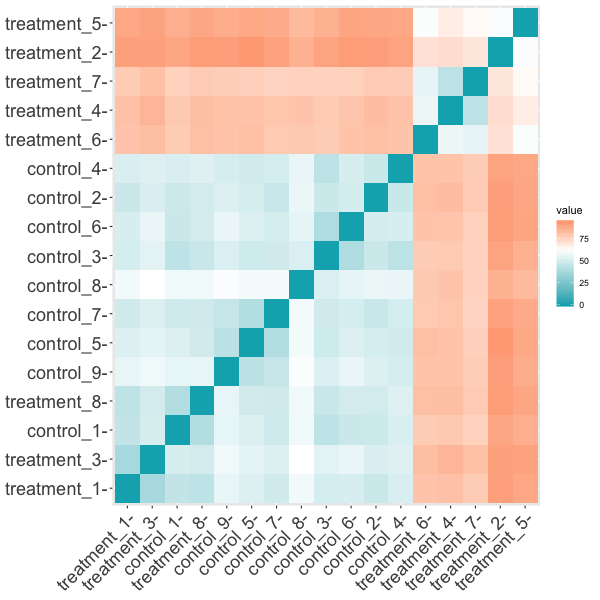 treatment_5-
treatment_2-
treatment_7-
treatment_4-
treatment_6-
control_4-
control_2-
control_6-
control_3-
control_8-
control_7-
control_5-
control_9-
treatment_8-
control_1-
treatment_3-
treatment_1-
value
75
50
25
0
treatment_1-
treatment_3-
control_1-
treatment_8-
control_9-
control_5-
control_7-
control_8-
control_3-
control_6-
control_2-
control_4-
treatment_6-
treatment_4-
treatment_7-
treatment_2-
treatment_5-